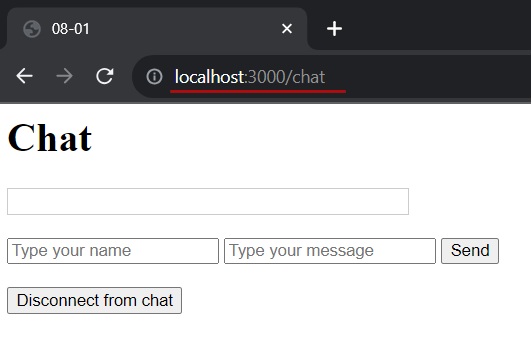 08-01
localhost:3000/chat
Chat
Type your name Type your message Send
Disconnect from chat